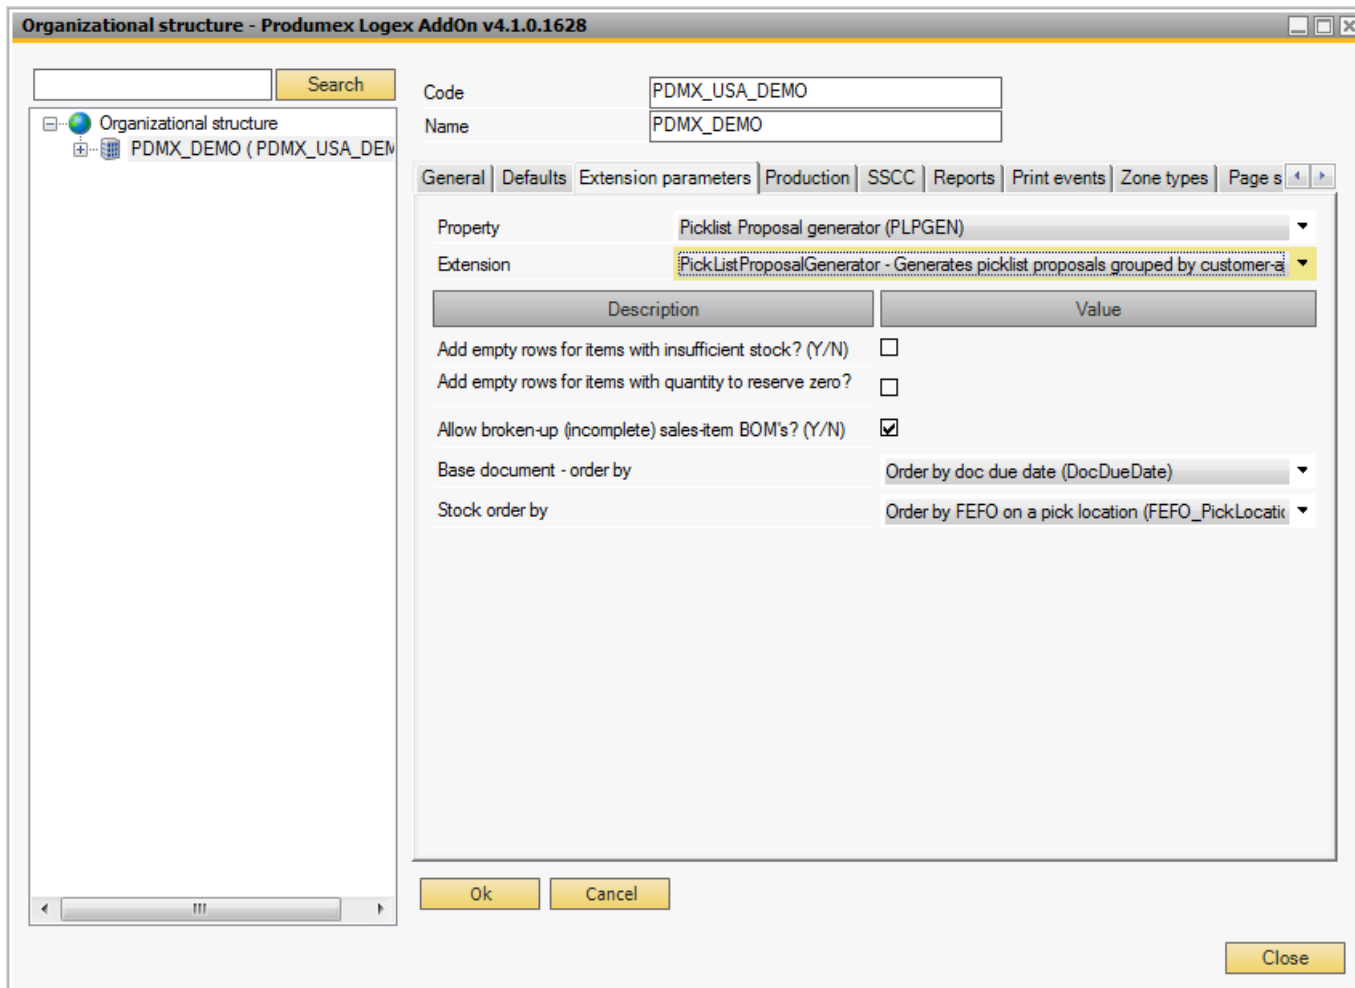 Organizational structure - Produmex Logex AddOn v4.1.0.1628
Search
Organizational structure
PDMX_DEMO ( PDMX_USA_DEM
Code
PDMX_USA_DEMO
Name
PDMX_DEMO
General Defaults Extension parameters Production SSCC Reports Print events Zone types Page s
Property
Picklist Proposal generator (PLPGEN)
Extension
PickListProposalGenerator - Generates picklist proposals grouped by customer-a
Description Value
Add empty rows for items with insufficient stock? (Y/N)
Add empty rows for items with quantity to reserve zero?
Allow broken-up (incomplete) sales-item BOM's? (Y/N)
Base document - order by
Order by doc due date (DocDueDate)
Stock order by
Order by FEFO on a pick location (FEFO_PickLocatic
Ok Cancel
Close